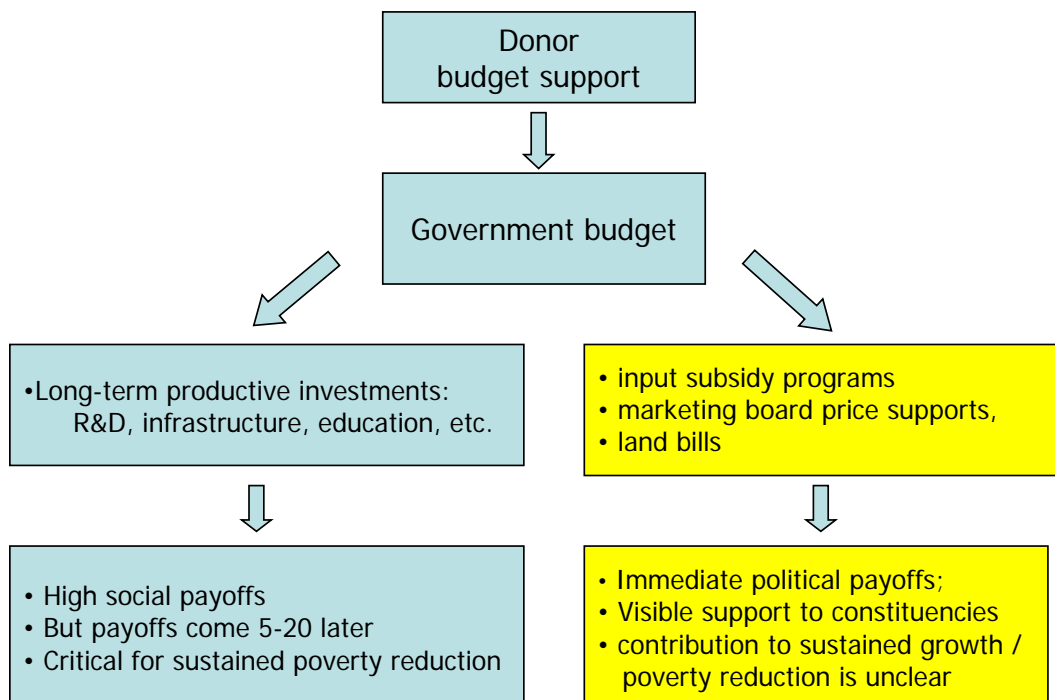 Donor
budget support
Government budget
•Long-term productive investments:
R&D, infrastructure, education, etc.
• input subsidy programs
• marketing board price supports,
• land bills
• High social payoffs
• But payoffs come 5-20 later
• Critical for sustained poverty reduction
• Immediate political payoffs;
• Visible support to constituencies
• contribution to sustained growth /
poverty reduction is unclear